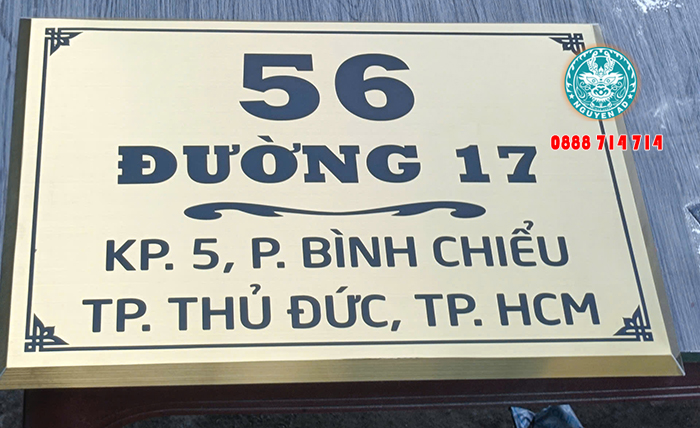 56
ĐƯỜNG 17
KP. 5, P. BÌNH CHIỂU
TP. THỦ ĐỨC, TP. HCM
NGUYEN AD
0888 714 714